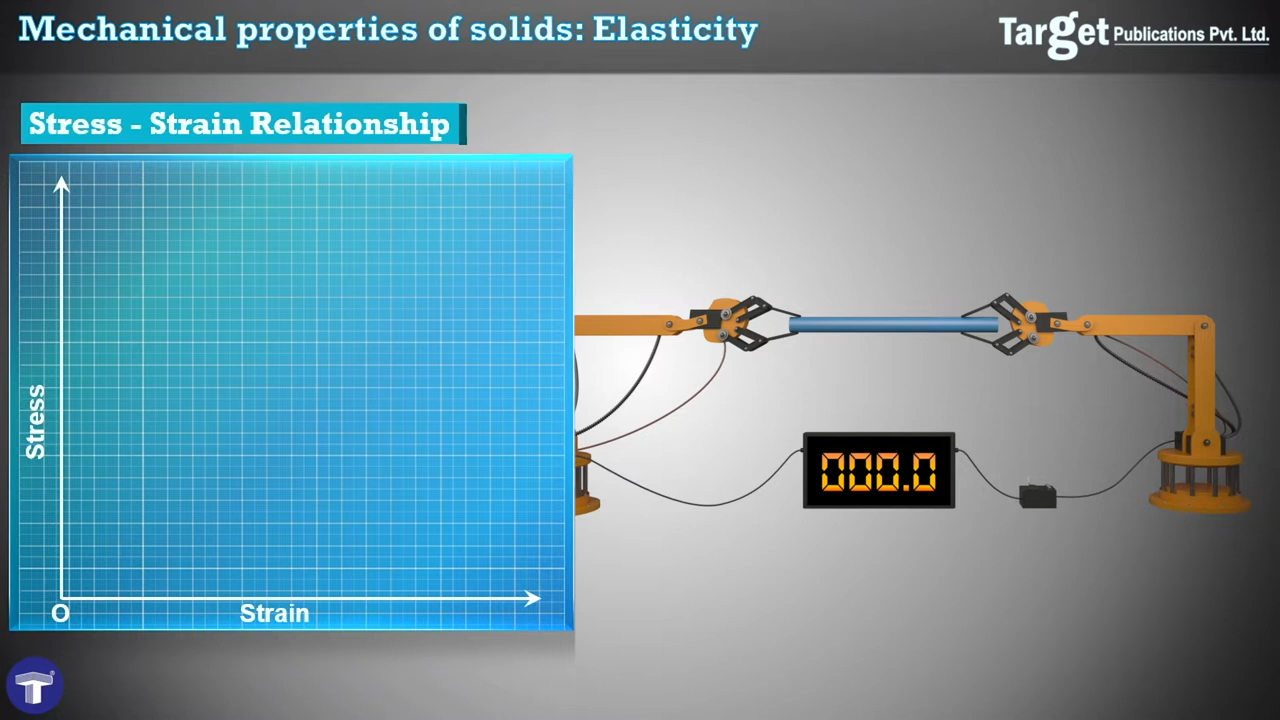 Mechanical properties of solids: Elasticity
Target Publications Pvt. Ltd.
Stress - Strain Relationship
Stress
000.0
O
Strain